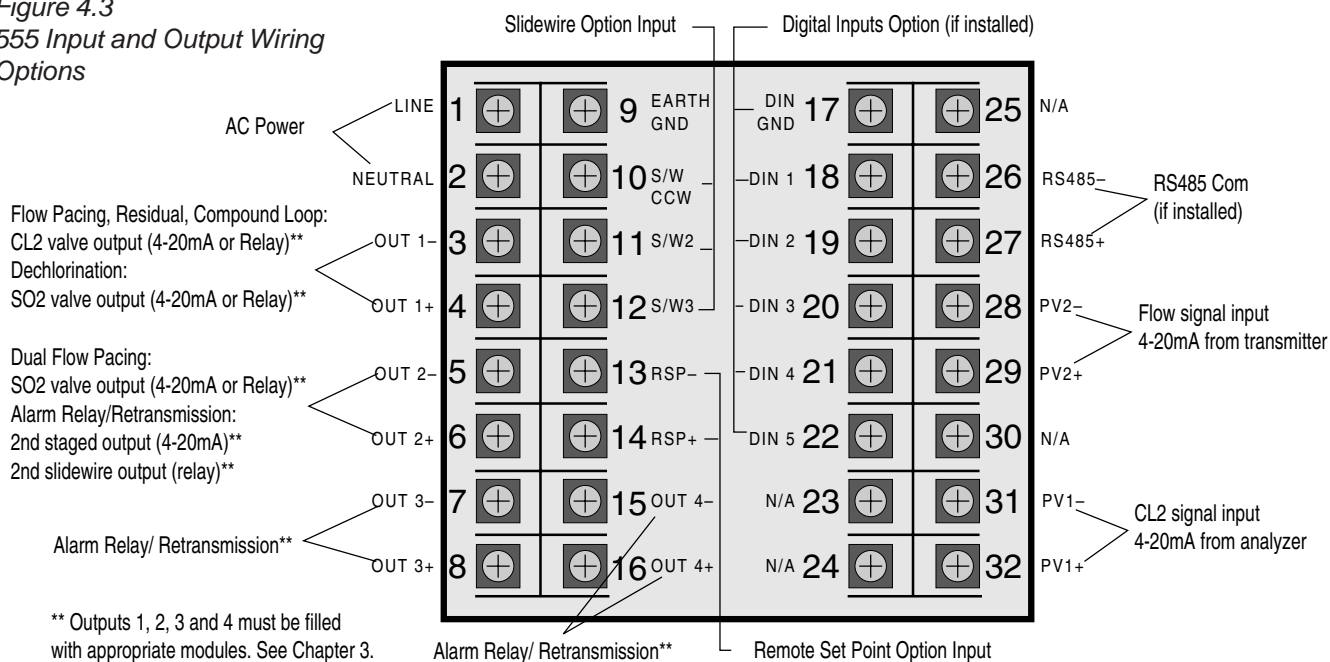 Figure 4.3
555 Input and Output Wiring
Options
Slidewire Option Input
Digital Inputs Option (if installed)
AC Power
LINE 1
NEUTRAL 2
Flow Pacing, Residual, Compound Loop:
CL2 valve output (4-20mA or Relay)**
Dechlorination:
SO2 valve output (4-20mA or Relay)**
OUT 1– 3
OUT 1+ 4
Dual Flow Pacing:
SO2 valve output (4-20mA or Relay)**
Alarm Relay/Retransmission:
2nd staged output (4-20mA)**
2nd slidewire output (relay)**
OUT 2– 5
OUT 2+ 6
Alarm Relay/ Retransmission**
OUT 3– 7
OUT 3+ 8
9 EARTH
GND
10 S/W
CCW
11 S/W2
12 S/W3
13 RSP–
14 RSP+
15 OUT 4–
16 OUT 4+
DIN
GND 17
DIN 1 18
DIN 2 19
DIN 3 20
DIN 4 21
DIN 5 22
N/A 23
N/A 24
25 N/A
26 RS485–
27 RS485+
RS485 Com
(if installed)
28 PV2–
29 PV2+
Flow signal input
4-20mA from transmitter
30 N/A
31 PV1–
32 PV1+
CL2 signal input
4-20mA from analyzer
** Outputs 1, 2, 3 and 4 must be filled
with appropriate modules. See Chapter 3.
Alarm Relay/ Retransmission**
Remote Set Point Option Input